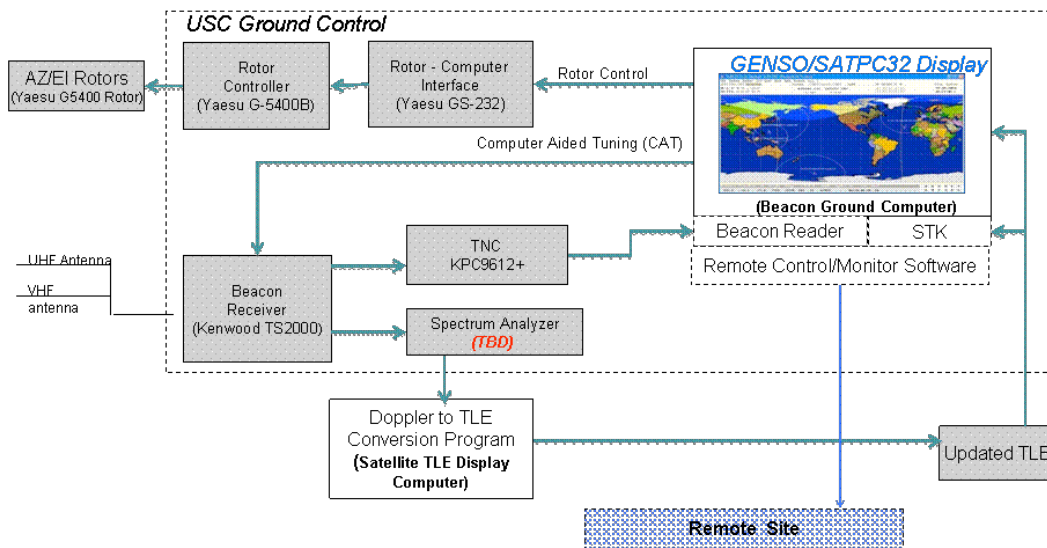 USC Ground Control
AZ/El Rotors
(Yaesu G5400 Rotor)
Rotor
Controller
(Yaesu G-5400B)
Rotor - Computer
Interface
(Yaesu GS-232)
Rotor Control
GENSO/SATPC32 Display
(Beacon Ground Computer)
Computer Aided Tuning (CAT)
Beacon Reader
STK
Remote Control/Monitor Software
TNC
KPC9612+
UHF Antenna
VHF
antenna
Beacon
Receiver
(Kenwood TS2000)
Spectrum Analyzer
(TBD)
Doppler to TLE
Conversion Program
(Satellite TLE Display
Computer)
Updated TLE
Remote Site